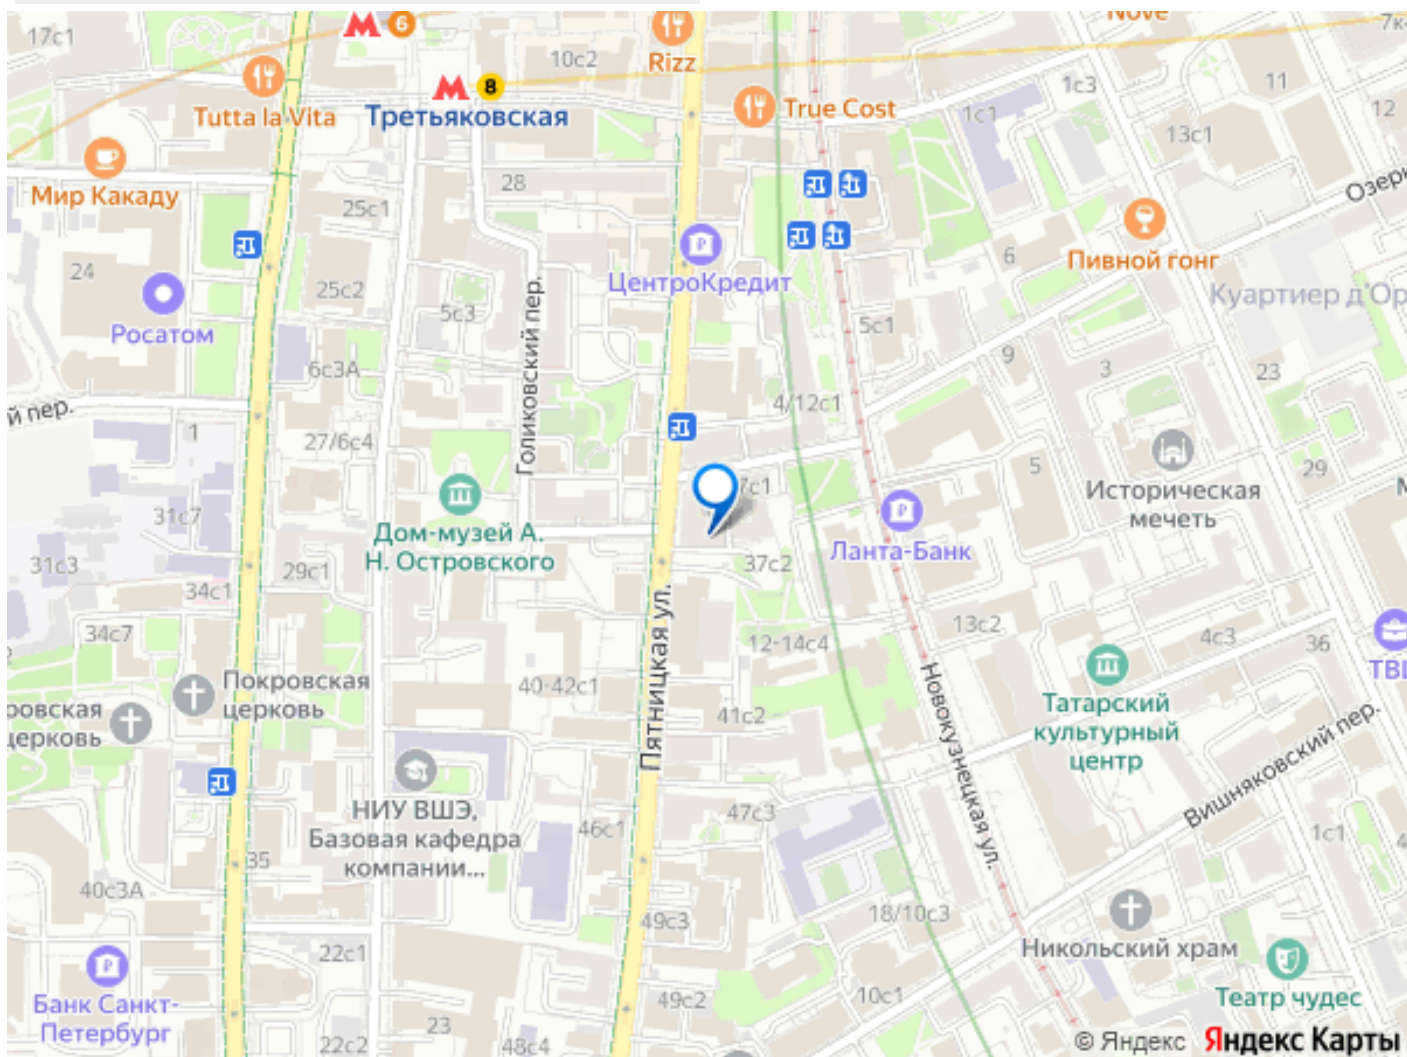 17с1
6
Nove
7к
Rizz
10с2
8
1с3
11
Tutta la Vita
Третьяковская
True Cost
1с1
12
13с1
Мир Какаду
28
Озерк
25с1
24
ЦентроКредит
6
Пивной гонг
25с2
Куартиер д'Ор
Росатом
5с3
5с1
Голиковский пер.
9
3
23
6с3А
й пер.
4/12с1
1
27/6с4
5
29
7с1
Историческая
мечеть
31с7
Дом-музей А.
Н. Островского
Ланта-Банк
31с3
29с1
37с2
34с1
34с7
13с2
4с3
36
12-14с4
ТВЦ
Покровская
церковь
40-42с1
Пятницкая ул.
Новокузнецкая ул.
Татарский
культурный
центр
ровская
церковь
41с2
Вишняковский пер.
НИУ ВШЭ,
Базовая кафедра
компании...
46с1
47с3
1с1
4
35
40с3А
49с3
18/10с3
Никольский храм
22с1
Банк Санкт-
Петербург
49с2
10с1
Театр чудес
23
22с2
48с4
© Яндекс Яндекс Карты